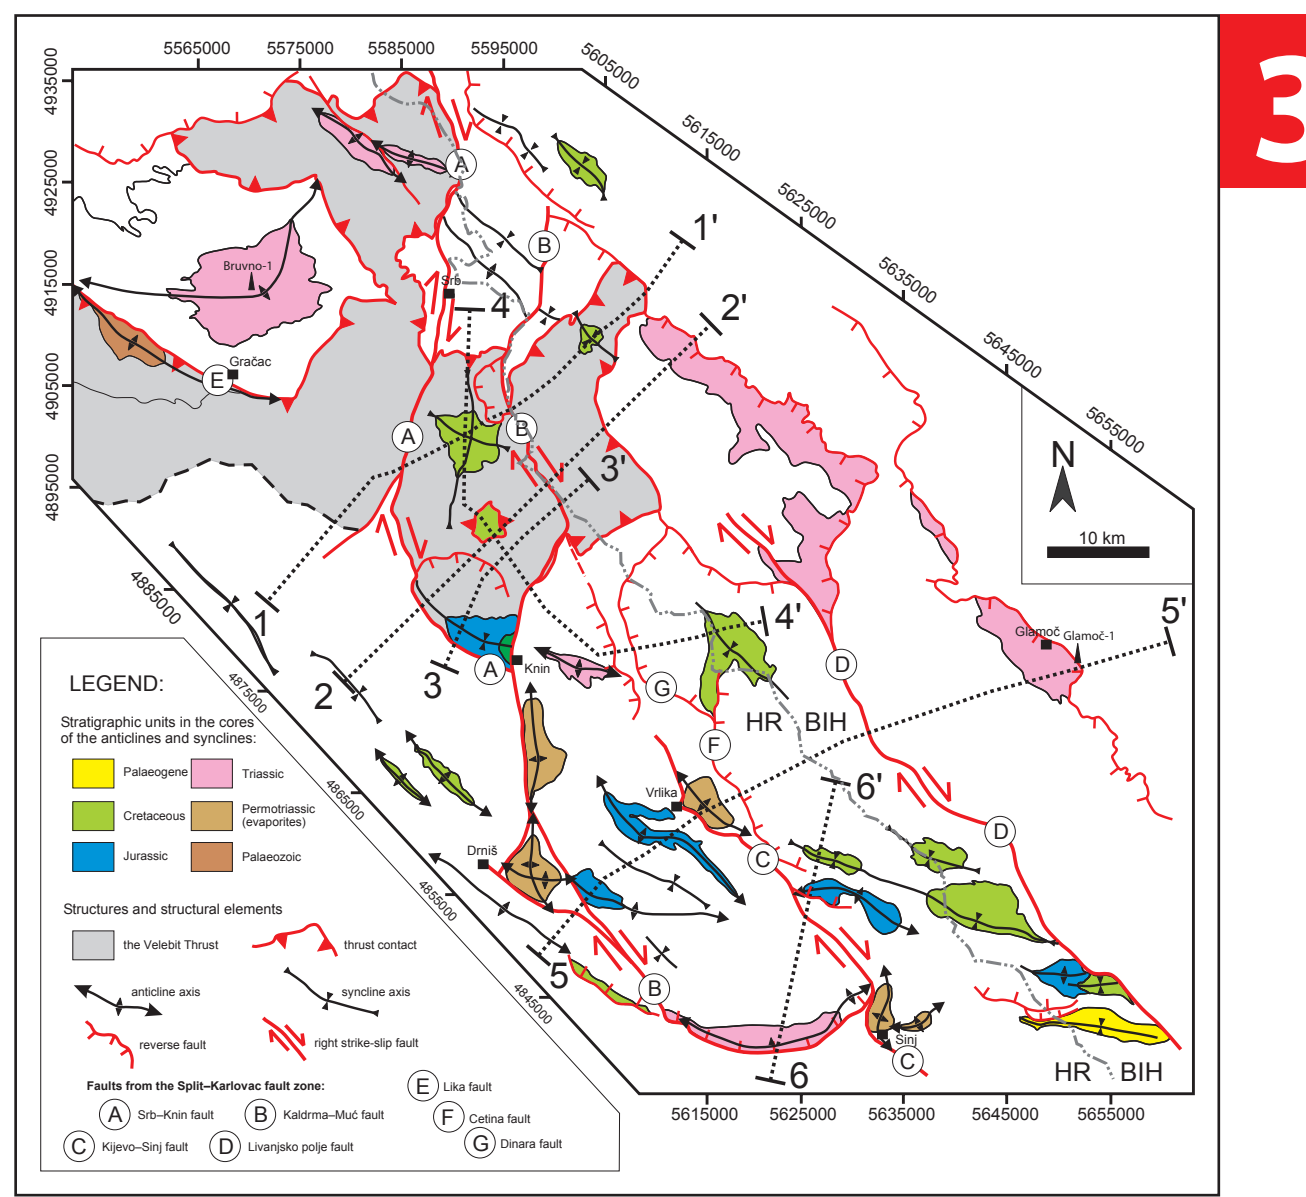 3
5565000 5575000 5585000 5595000
5605000
5615000
5625000
5635000
5645000
5655000
4935000
4925000
4915000
4905000
4895000
4885000
4875000
4865000
4855000
4845000
A
B
1'
2'
Bruvno-1
Srb
4
Gračac
E
A
B
3'
N
10 km
1
4'
5'
Glamoč
Glamoč-1
D
A
Knin
2
3
G
HR BIH
F
6'
Vrlika
D
Drniš
C
5
B
Sinj
C
6
HR BIH
5615000 5625000 5635000 5645000 5655000
LEGEND:
Stratigraphic units in the cores
of the anticlines and synclines:
Palaeogene
Triassic
Cretaceous
Permotriassic
(evaporites)
Jurassic
Palaeozoic
Structures and structural elements
the Velebit Thrust
thrust contact
anticline axis
syncline axis
reverse fault
right strike-slip fault
Faults from the Split–Karlovac fault zone:
A Srb–Knin fault
B Kaldrma–Muć fault
C Kijevo–Sinj fault
D Livanjsko polje fault
E Lika fault
F Cetina fault
G Dinara fault